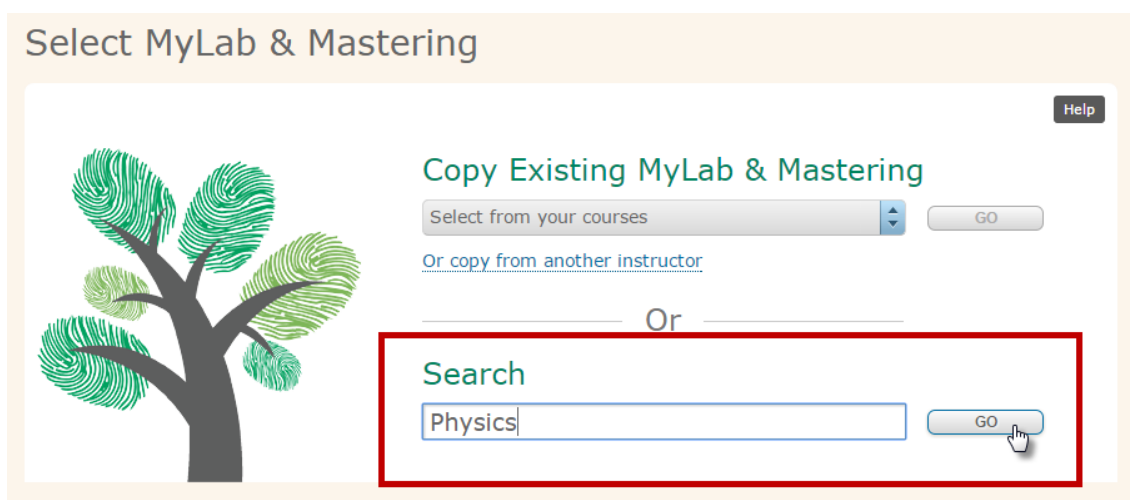 Select MyLab & Mastering
Help
Copy Existing MyLab & Mastering
Select from your courses
GO
Or copy from another instructor
Or
Search
Physics
GO